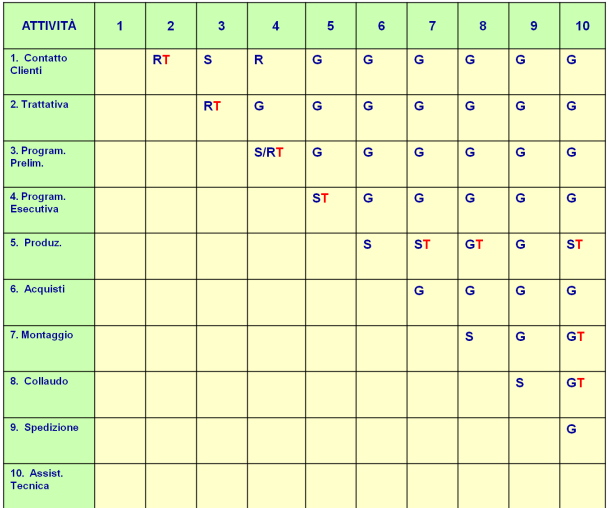 ATTIVITÀ 1 2 3 4 5 6 7 8 9 10
1. Contatto
Clienti
RT S R G G G G G G
2. Trattativa
RT G G G G G G G
3. Program.
Prelim.
S/RT G G G G G G
4. Program.
Esecutiva
ST G G G G G
5. Produz.
S ST GT G ST
6. Acquisti
G G G G
7. Montaggio
S G GT
8. Collaudo
S GT
9. Spedizione
G
10. Assist.
Tecnica